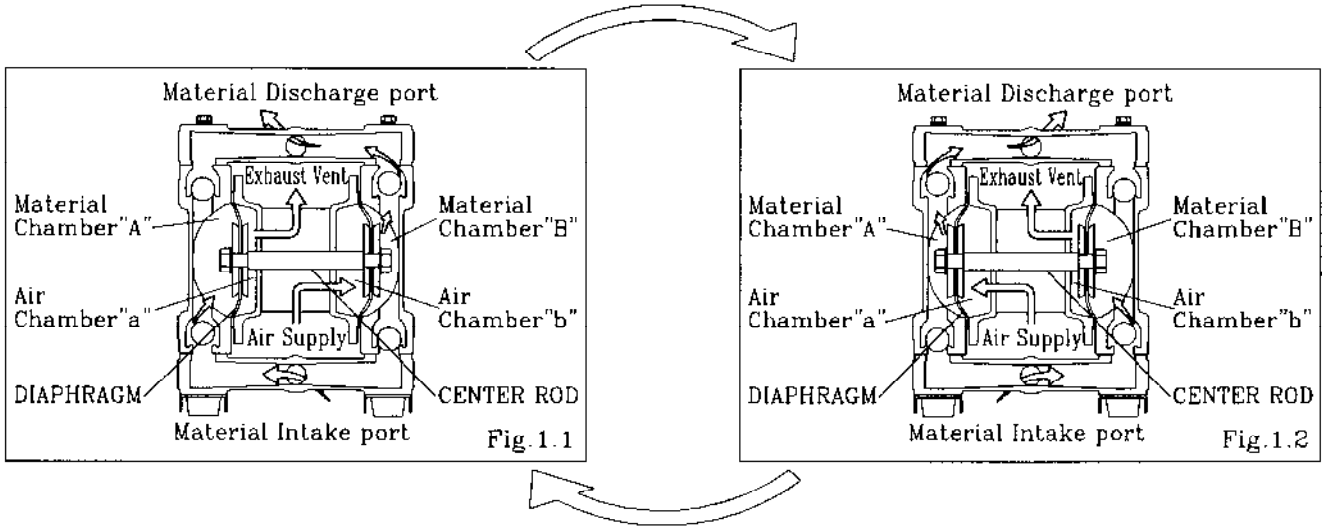 Material Discharge port
Exhaust Vent
Material
Chamber"A"
Material
Chamber"B"
Air
Chamber"a"
Air
Chamber"b"
Air Supply
DIAPHRAGM
CENTER ROD
Material Intake port
Fig.1.1
Material Discharge port
Exhaust Vent
Material
Chamber"A"
Material
Chamber"B"
Air
Chamber"a"
Air
Chamber"b"
Air Supply
DIAPHRAGM
CENTER ROD
Material Intake port
Fig.1.2